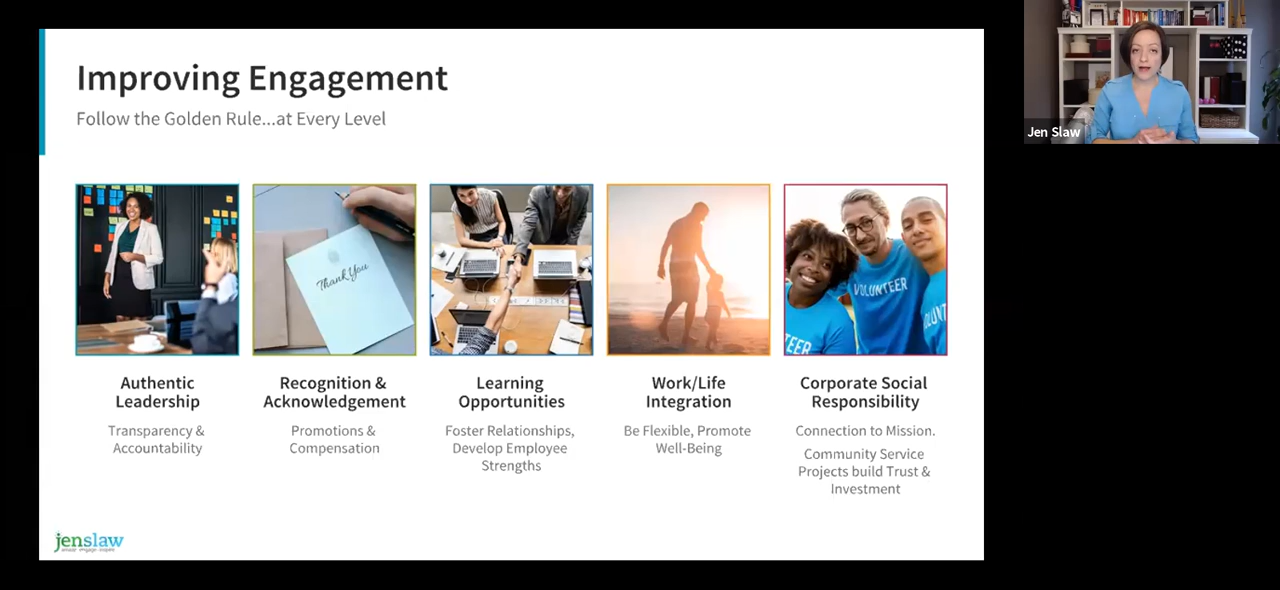 Improving Engagement
Follow the Golden Rule...at Every Level
Jen Slaw
Thank You
VOLUNTEER
TEER
VOLUNT
Authentic
Leadership
Transparency &
Accountability
Recognition &
Acknowledgement
Promotions &
Compensation
Learning
Opportunities
Foster Relationships,
Develop Employee
Strengths
Work/Life
Integration
Be Flexible, Promote
Well-Being
Corporate Social
Responsibility
Connection to Mission.
Community Service
Projects build Trust &
Investment
jenslaw